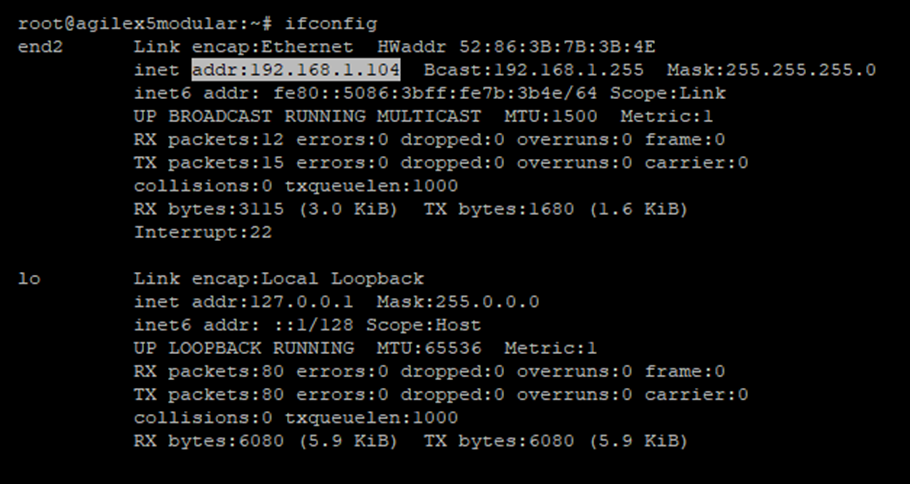 root@agilex5modular:~# ifconfig
end2      Link encap:Ethernet  HWaddr 52:86:3B:7B:3B:4E
          inet addr:192.168.1.104  Bcast:192.168.1.255  Mask:255.255.255.0
          inet6 addr: fe80::5086:3bff:fe7b:3b4e/64 Scope:Link
          UP BROADCAST RUNNING MULTICAST  MTU:1500  Metric:1
          RX packets:12 errors:0 dropped:0 overruns:0 frame:0
          TX packets:15 errors:0 dropped:0 overruns:0 carrier:0
          collisions:0 txqueuelen:1000
          RX bytes:3115 (3.0 KiB)  TX bytes:1680 (1.6 KiB)
          Interrupt:22

lo        Link encap:Local Loopback
          inet addr:127.0.0.1  Mask:255.0.0.0
          inet6 addr: ::1/128 Scope:Host
          UP LOOPBACK RUNNING  MTU:65536  Metric:1
          RX packets:80 errors:0 dropped:0 overruns:0 frame:0
          TX packets:80 errors:0 dropped:0 overruns:0 carrier:0
          collisions:0 txqueuelen:1000
          RX bytes:6080 (5.9 KiB)  TX bytes:6080 (5.9 KiB)